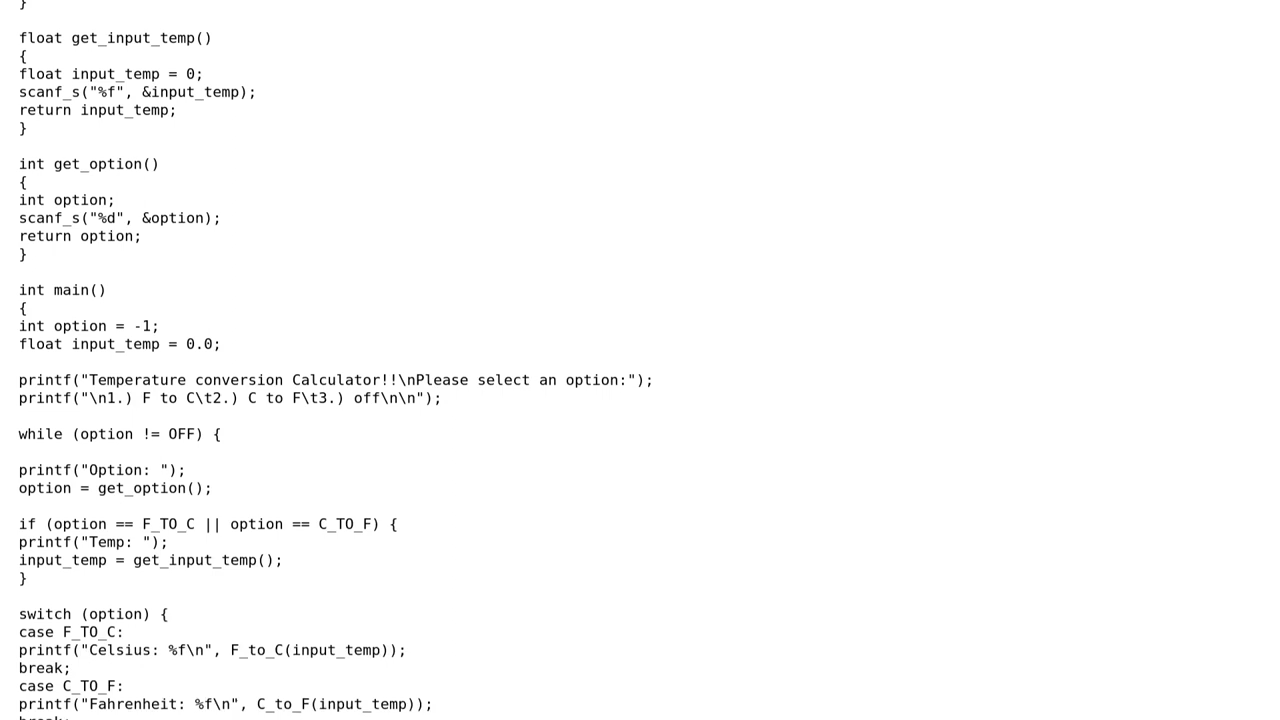 }
float get_input_temp()
{
float input_temp = 0;
scanf_s("%f", &input_temp);
return input_temp;
}
int get_option()
{
int option;
scanf_s("%d", &option);
return option;
}
int main()
{
int option = -1;
float input_temp = 0.0;
printf("Temperature conversion Calculator!!\nPlease select an option:");
printf("\n1.) F to C\t2.) C to F\t3.) off\n\n");
while (option != OFF) {
printf("Option: ");
option = get_option();
if (option == F_TO_C || option == C_TO_F) {
printf("Temp: ");
input_temp = get_input_temp();
}
switch (option) {
case F_TO_C:
printf("Celsius: %f\n", F_to_C(input_temp));
break;
case C_TO_F:
printf("Fahrenheit: %f\n", C_to_F(input_temp));